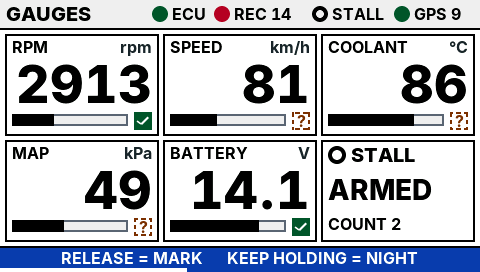 GAUGES ECU REC 14 STALL GPS 9
RPM rpm
2913
SPEED km/h
81
?
COOLANT °C
86
?
MAP kPa
49
?
BATTERY V
14.1
STALL
ARMED
COUNT 2
RELEASE = MARK KEEP HOLDING = NIGHT